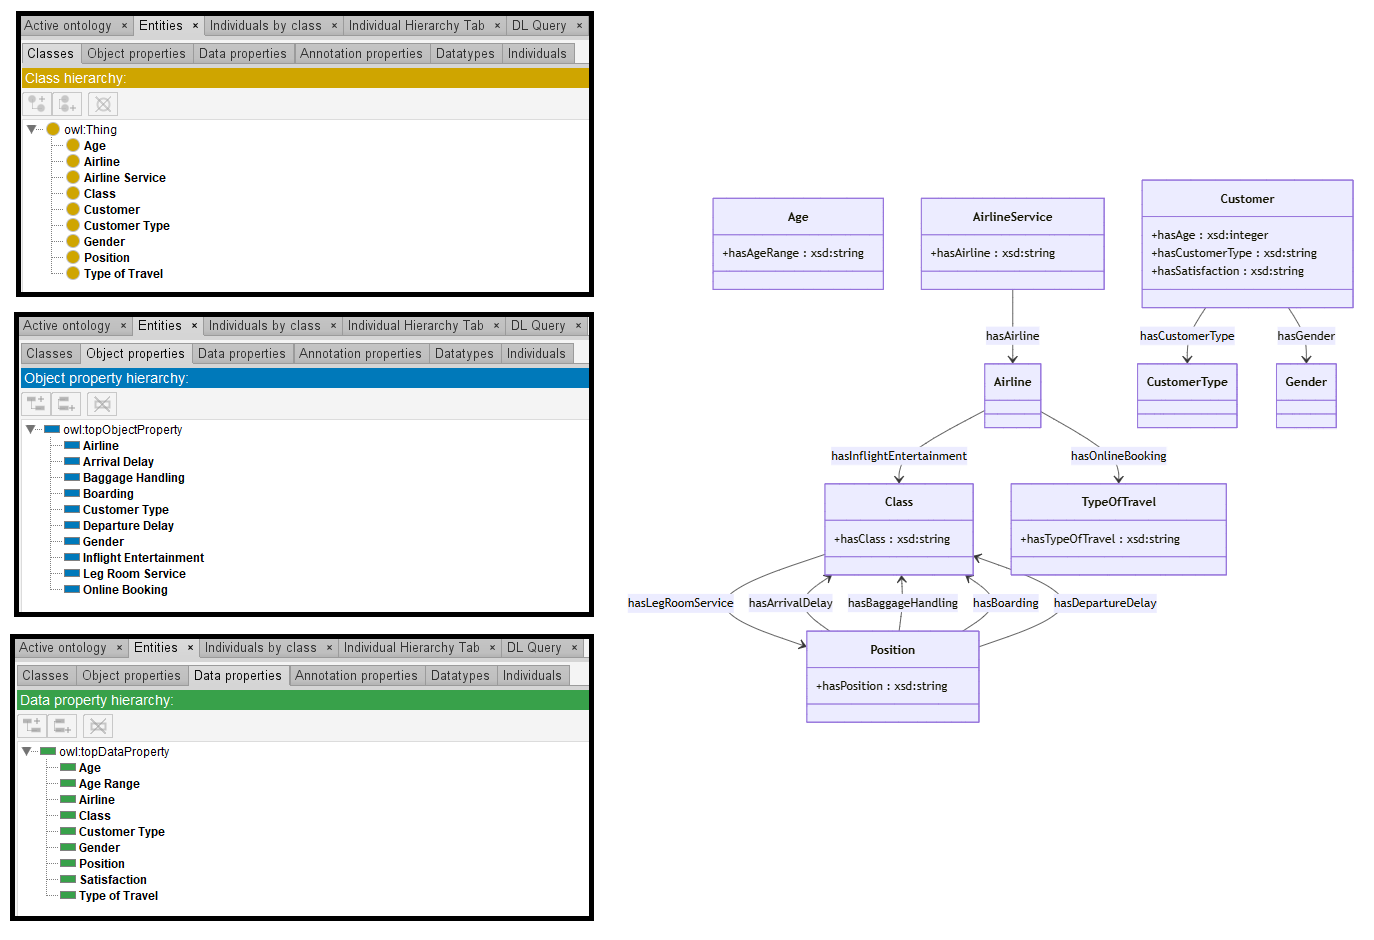 Active ontology × Entities × Individuals by class × Individual Hierarchy Tab × DL Query ×
Classes Object properties Data properties Annotation properties Datatypes Individuals
Class hierarchy:
owl:Thing
Age
Airline
Airline Service
Class
Customer
Customer Type
Gender
Position
Type of Travel
Active ontology × Entities × Individuals by class × Individual Hierarchy Tab × DL Query ×
Classes Object properties Data properties Annotation properties Datatypes Individuals
Object property hierarchy:
owl:topObjectProperty
Airline
Arrival Delay
Baggage Handling
Boarding
Customer Type
Departure Delay
Gender
Inflight Entertainment
Leg Room Service
Online Booking
Active ontology × Entities × Individuals by class × Individual Hierarchy Tab × DL Query ×
Classes Object properties Data properties Annotation properties Datatypes Individuals
Data property hierarchy:
owl:topDataProperty
Age
Age Range
Airline
Class
Customer Type
Gender
Position
Satisfaction
Type of Travel
Age
+hasAgeRange : xsd:string
AirlineService
+hasAirline : xsd:string
Customer
+hasAge : xsd:integer
+hasCustomerType : xsd:string
+hasSatisfaction : xsd:string
hasAirline
hasCustomerType
hasGender
Airline
CustomerType
Gender
hasInflightEntertainment
hasOnlineBooking
Class
+hasClass : xsd:string
TypeOfTravel
+hasTypeOfTravel : xsd:string
hasLegRoomService
hasArrivalDelay
hasBaggageHandling
hasBoarding
hasDepartureDelay
Position
+hasPosition : xsd:string